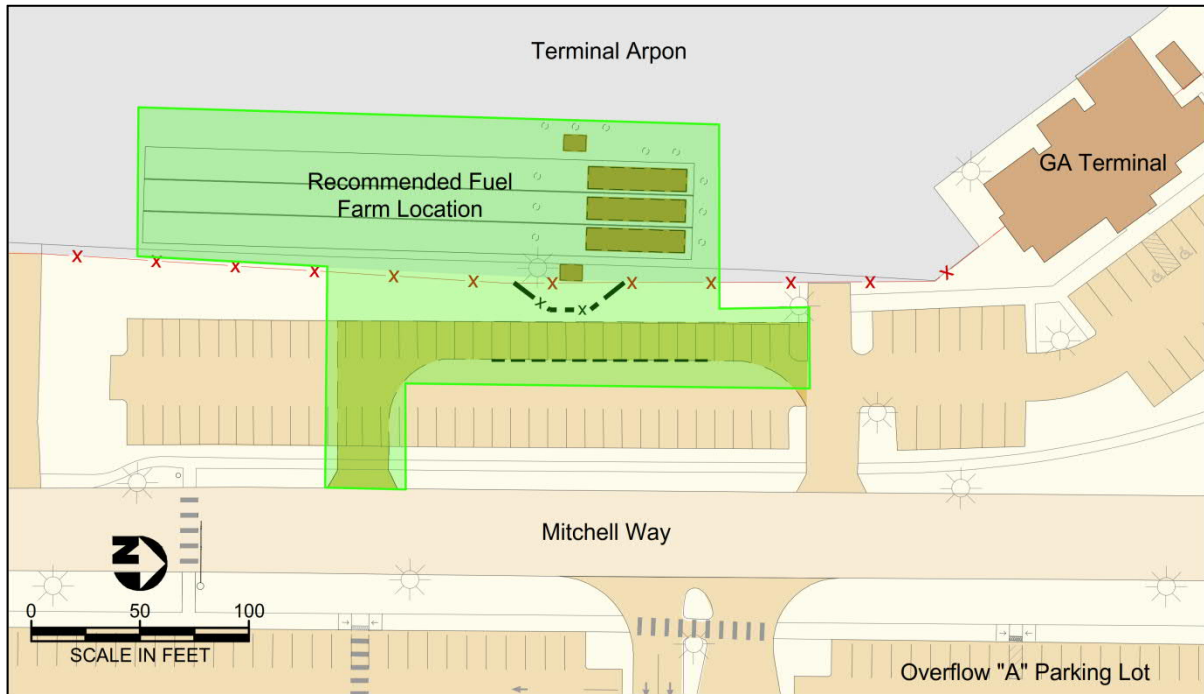 Terminal Arpon
GA Terminal
Recommended Fuel
Farm Location
X X X X X X X X X X X X
X X
Mitchell Way
N
0 50 100
SCALE IN FEET
Overflow "A" Parking Lot